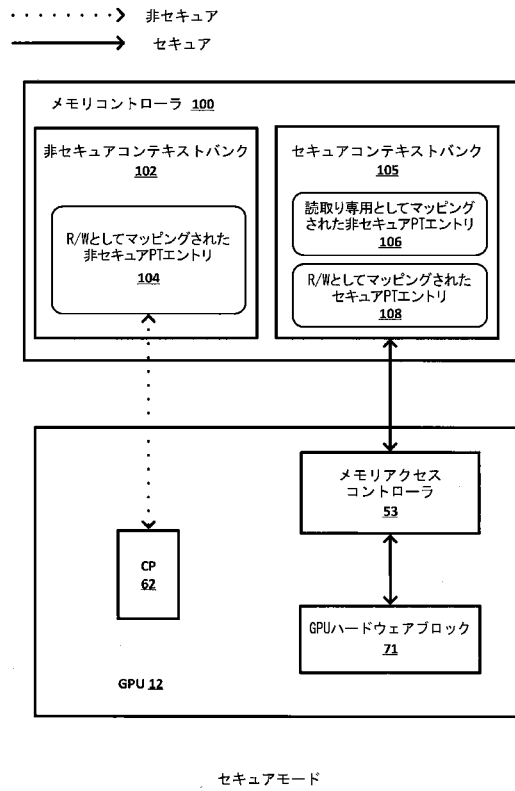 非セキュア
セキュア
メモリコントローラ 100
非セキュアコンテキストバンク
102
R/Wとしてマッピングされた
非セキュアPTエントリ
104
セキュアコンテキストバンク
105
読取り専用としてマッピング
された非セキュアPTエントリ
106
R/Wとしてマッピングされた
セキュアPTエントリ
108
メモリアクセス
コントローラ
53
CP
62
GPUハードウェアブロック
71
GPU 12
セキュアモード